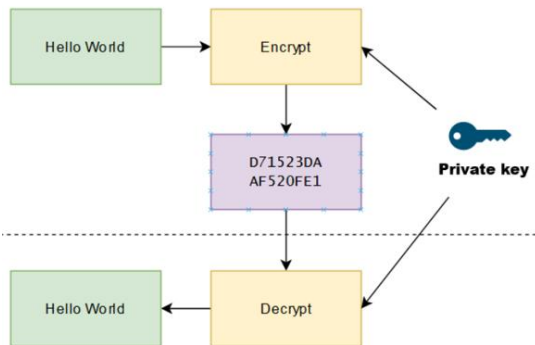 Hello World
Encrypt
D71523DA
AF520FE1
Private key
Hello World
Decrypt